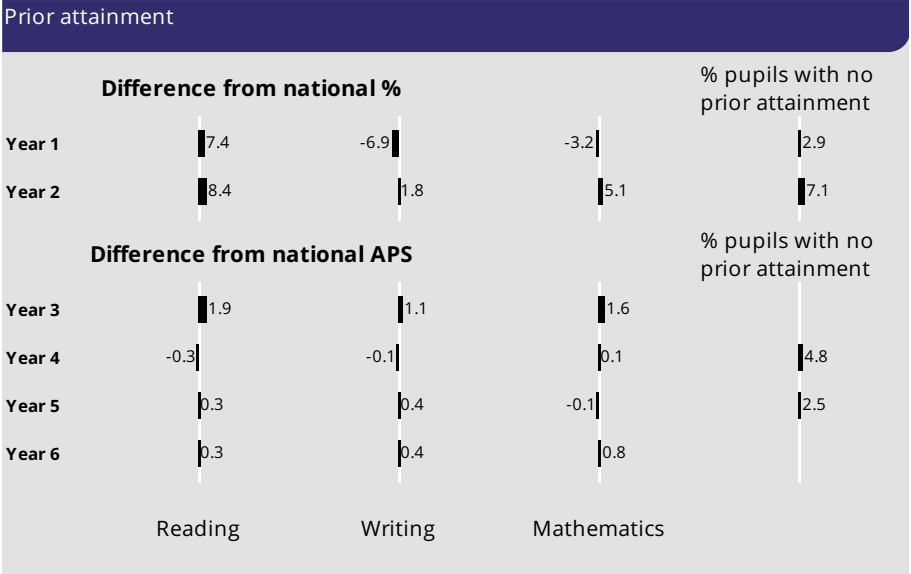 Prior attainment
Difference from national %
% pupils with no
prior attainment
Year 1 7.4 -6.9 -3.2 2.9
Year 2 8.4 1.8 5.1 7.1
Difference from national APS
% pupils with no
prior attainment
Year 3 1.9 1.1 1.6
Year 4 -0.3 -0.1 0.1 4.8
Year 5 0.3 0.4 -0.1 2.5
Year 6 0.3 0.4 0.8
Reading Writing Mathematics